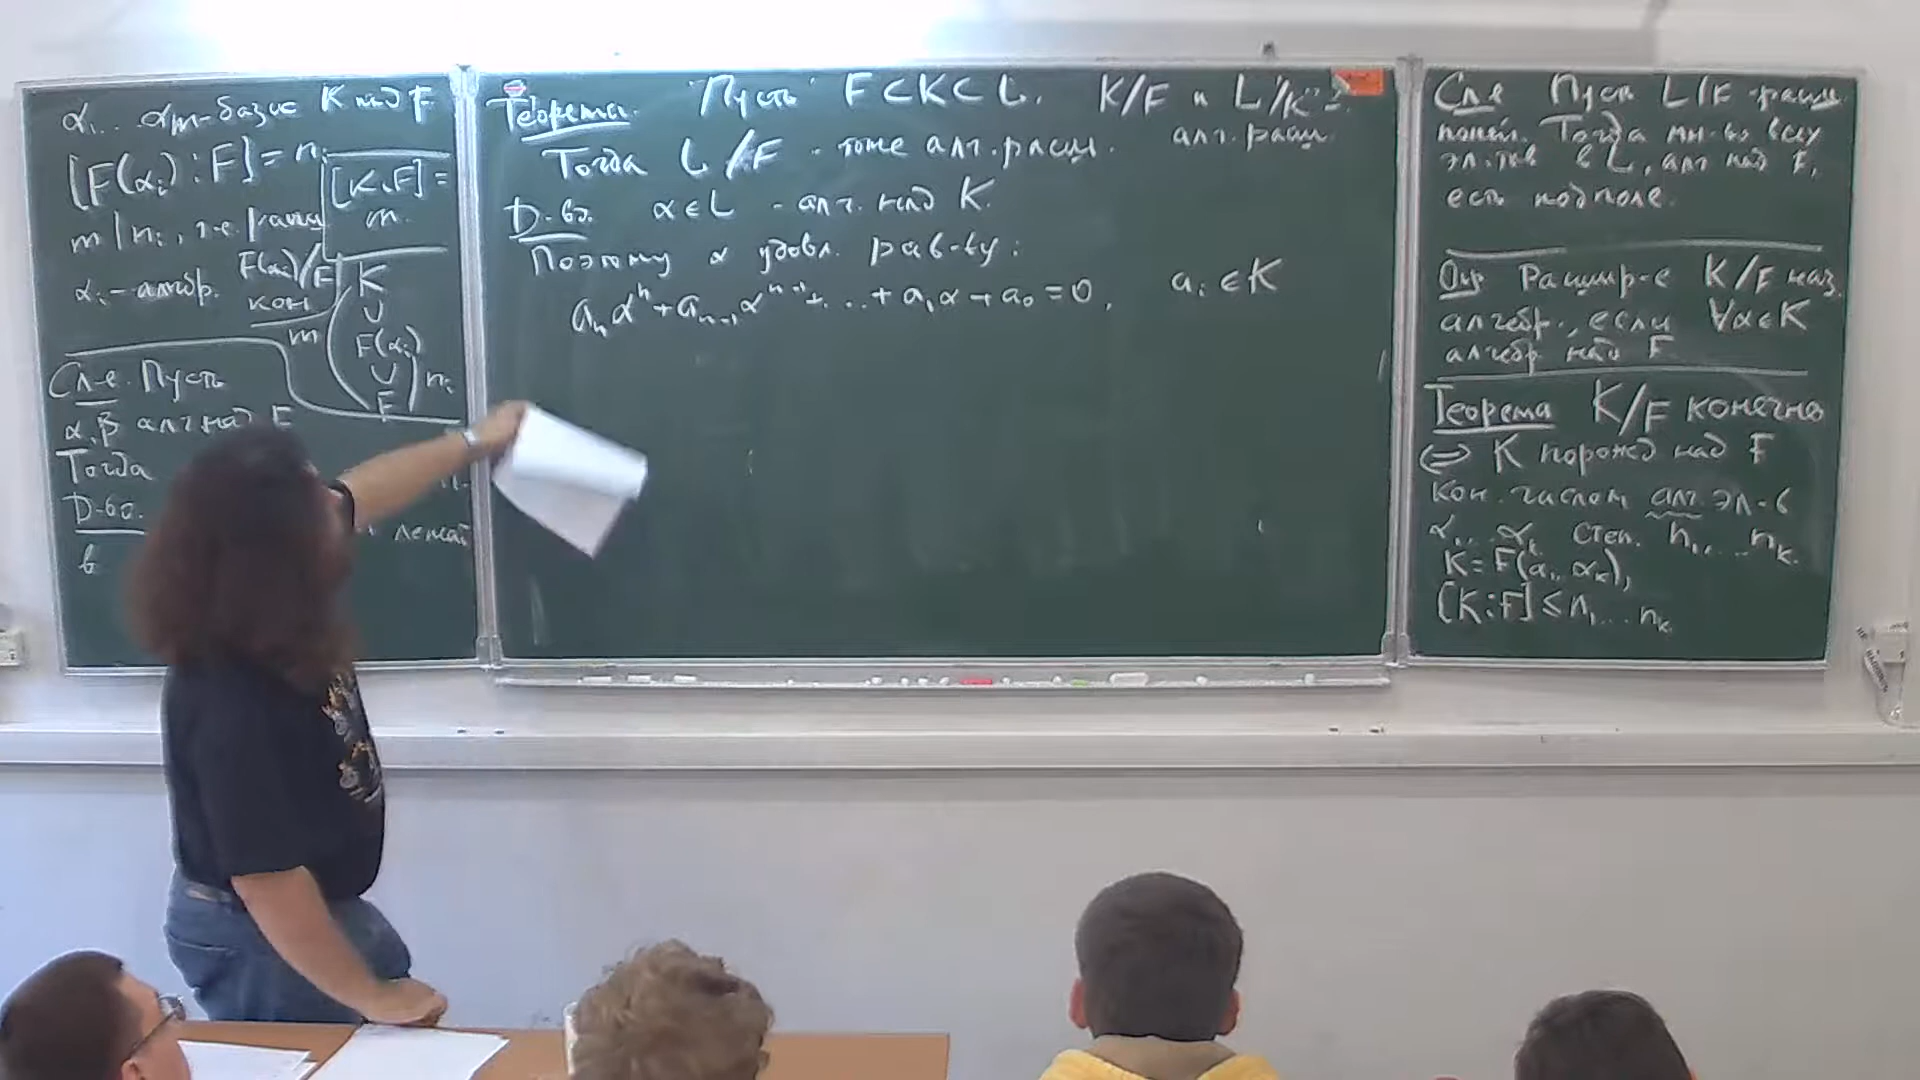 α₁ ... αm - базис K над F
[F(αᵢ):F] = nᵢ
[K:F] = m.
m | nᵢ, т.е. расш
F(αᵢ)/F
αᵢ - алгбр.
кон
m
K
∪
F(αᵢ)
∪
F
nᵢ
Сл-е. Пусть
α, β алг над F
Тогда
Д-во.
лежат
в
Теорема. Пусть F ⊂ K ⊂ L. K/F и L/K -
алг. расш.
Тогда L/F - тоже алг. расш.
Д-во. α ∈ L - алг. над K.
Поэтому α удовл. рав-ву:
aₙαⁿ + aₙ₋₁αⁿ⁻¹ + ... + a₁α + a₀ = 0, aᵢ ∈ K
Сл-е Пусть L/F - расш.
полей. Тогда мн-во всех
эл-тов в L, алг над F,
есть подполе.
Опр Расшир-е K/F наз.
алгебр., если ∀α ∈ K
алгебр над F
Теорема K/F конечно
⇔ K порожд над F
кон. числом алг. эл-в
α₁ ... αₖ степ. n₁, ... nₖ.
K = F(α₁, αₖ),
[K:F] ≤ n₁ ... nₖ